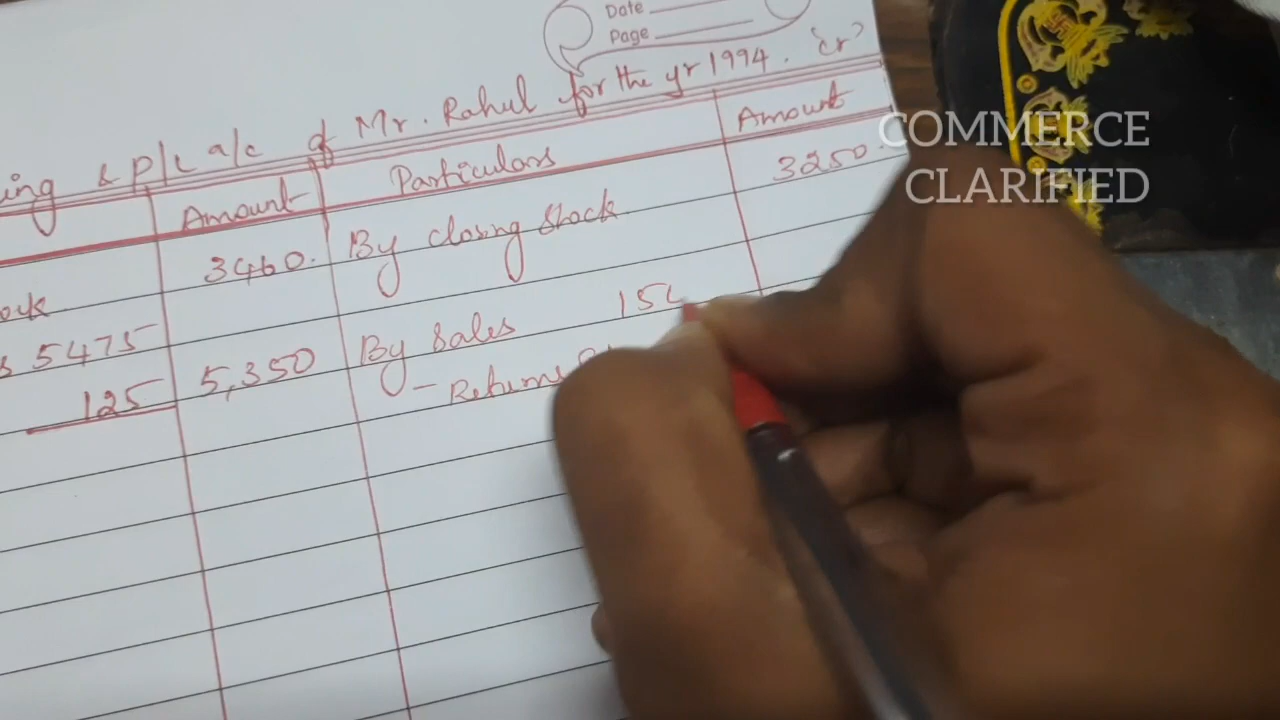 Date
Page
ing & P/L a/c of Mr. Rahul for the yr 1994. 'cr'
Amount Particulars Amount
ock 3460. By closing Stock 3250
s 5475 By Sales 15
125 5,350 - Returns
COMMERCE
CLARIFIED